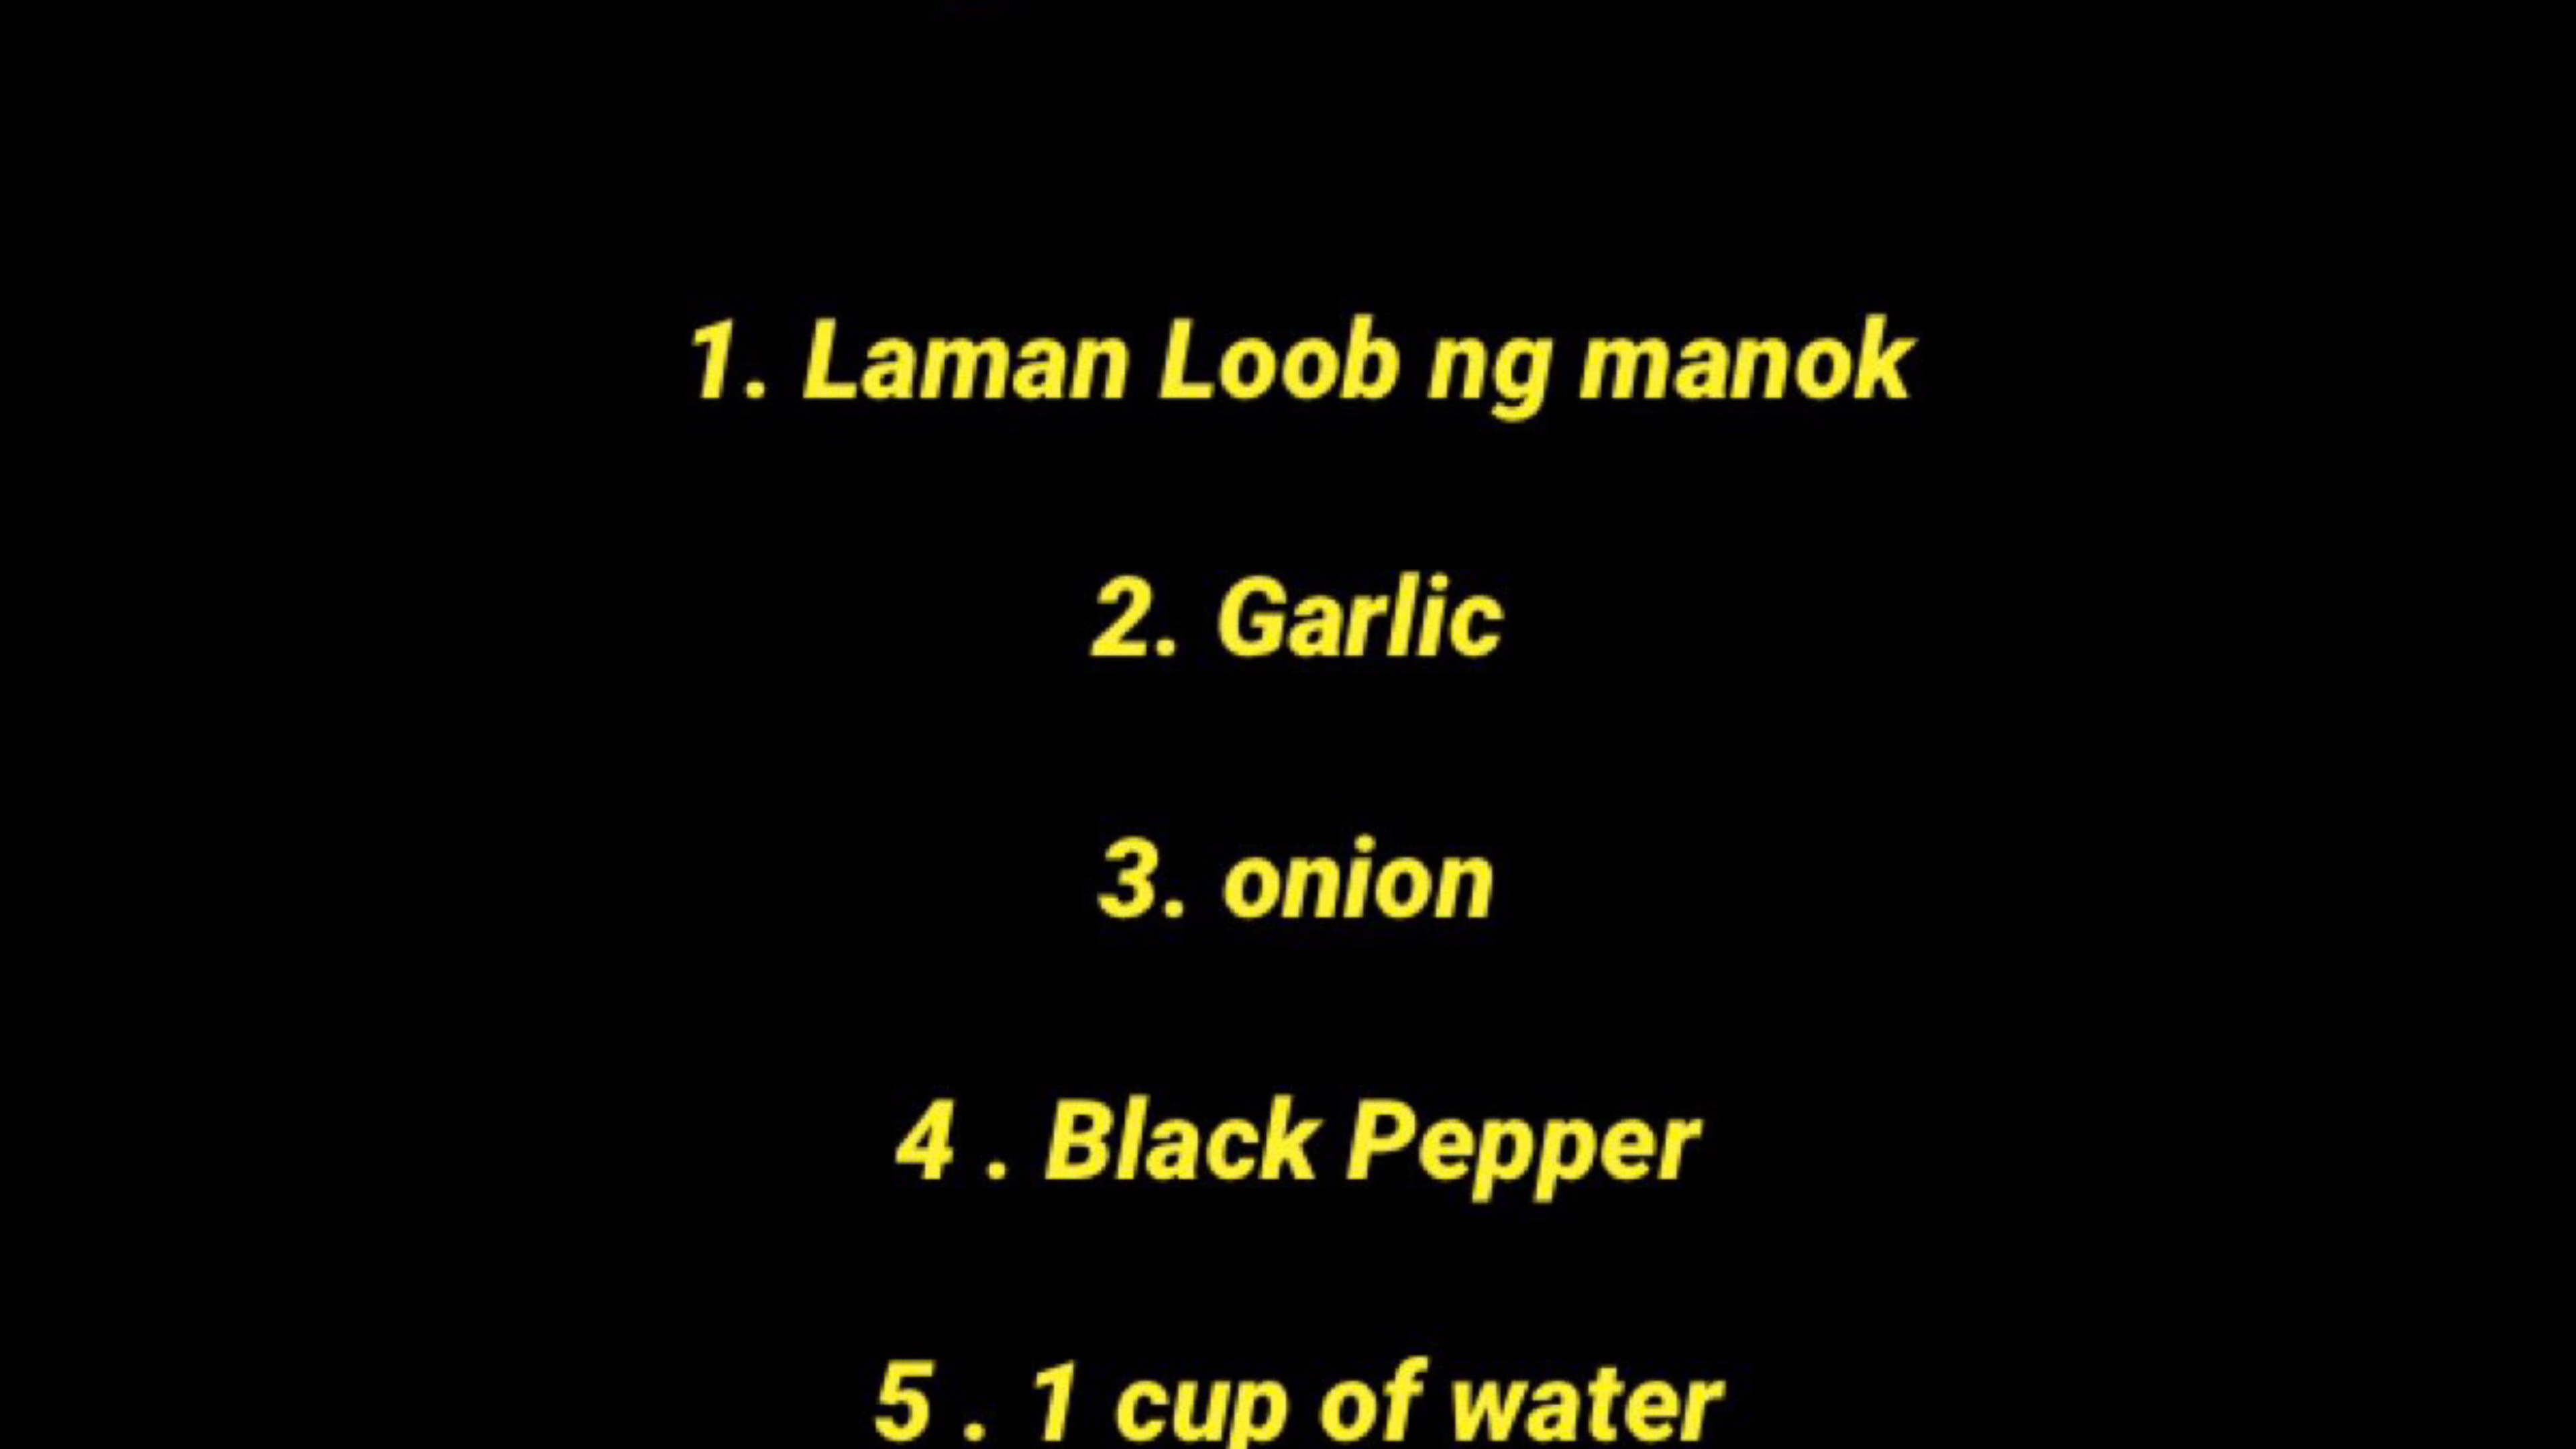 1. Laman Loob ng manok
2. Garlic
3. onion
4 . Black Pepper
5 . 1 cup of water